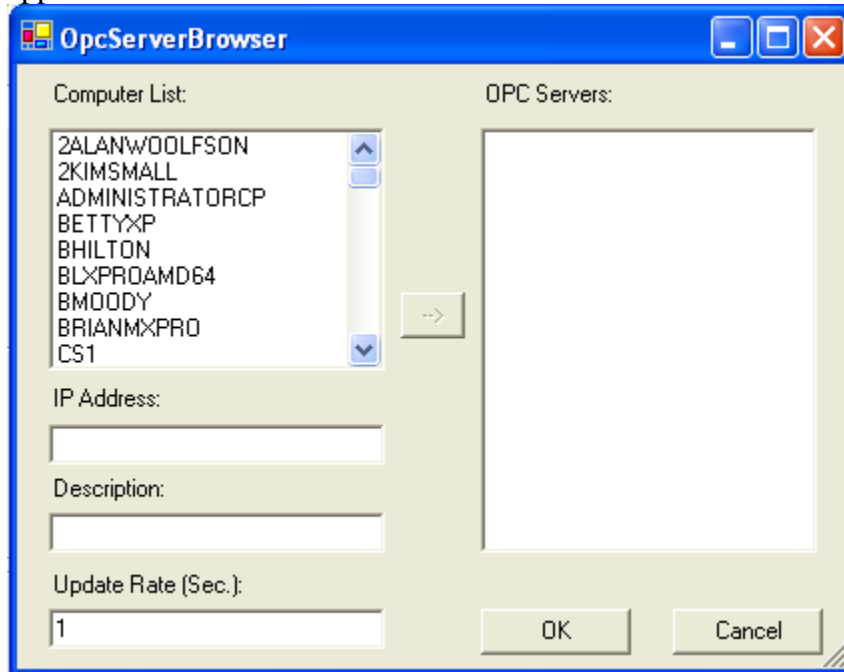 OpcServerBrowser
Computer List:
2ALANWOOLFSON
2KIMSMALL
ADMINISTRATORCP
BETTYXP
BHILTON
BLXPROAMD64
BMOODY
BRIANMXPRO
CS1
-->
IP Address:
Description:
Update Rate (Sec.):
1
OPC Servers:
OK
Cancel